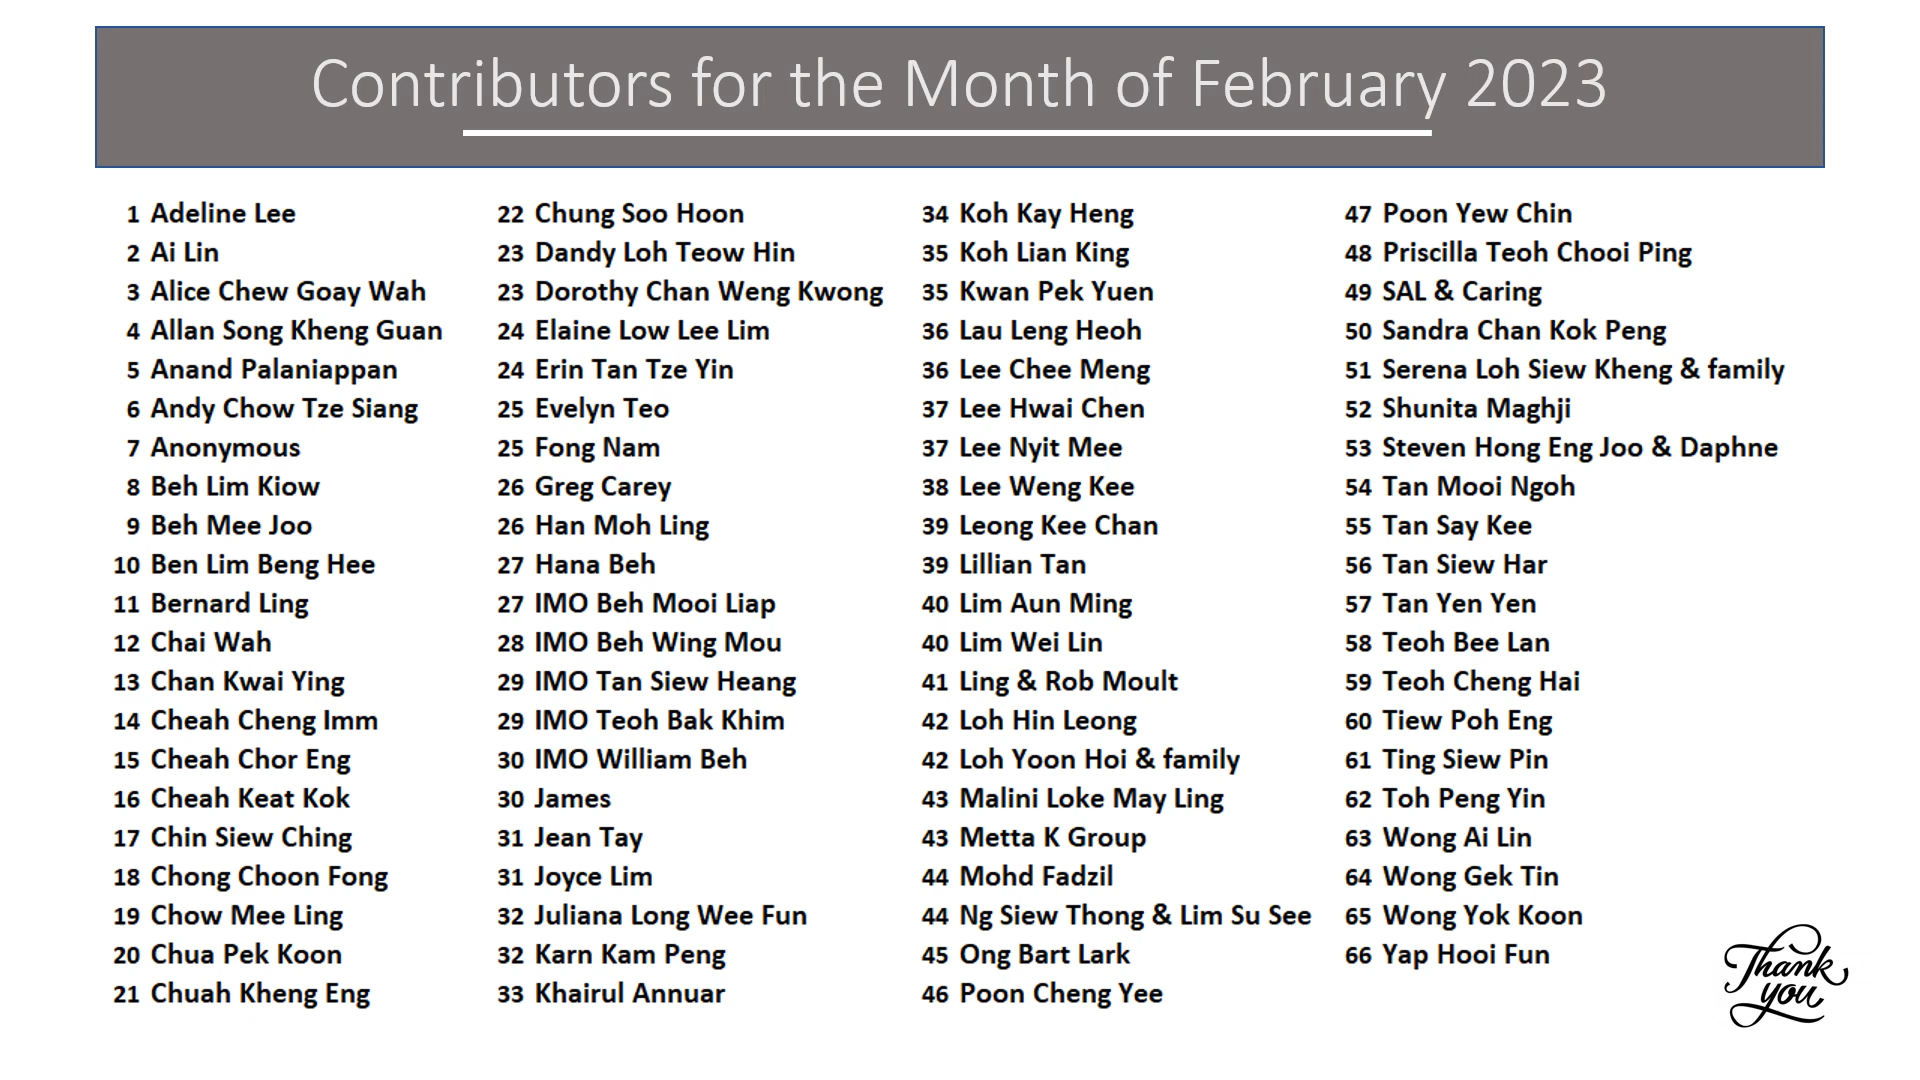 Contributors for the Month of February 2023
1 Adeline Lee
2 Ai Lin
3 Alice Chew Goay Wah
4 Allan Song Kheng Guan
5 Anand Palaniappan
6 Andy Chow Tze Siang
7 Anonymous
8 Beh Lim Kiow
9 Beh Mee Joo
10 Ben Lim Beng Hee
11 Bernard Ling
12 Chai Wah
13 Chan Kwai Ying
14 Cheah Cheng Imm
15 Cheah Chor Eng
16 Cheah Keat Kok
17 Chin Siew Ching
18 Chong Choon Fong
19 Chow Mee Ling
20 Chua Pek Koon
21 Chuah Kheng Eng
22 Chung Soo Hoon
23 Dandy Loh Teow Hin
23 Dorothy Chan Weng Kwong
24 Elaine Low Lee Lim
24 Erin Tan Tze Yin
25 Evelyn Teo
25 Fong Nam
26 Greg Carey
26 Han Moh Ling
27 Hana Beh
27 IMO Beh Mooi Liap
28 IMO Beh Wing Mou
29 IMO Tan Siew Heang
29 IMO Teoh Bak Khim
30 IMO William Beh
30 James
31 Jean Tay
31 Joyce Lim
32 Juliana Long Wee Fun
32 Karn Kam Peng
33 Khairul Annuar
34 Koh Kay Heng
35 Koh Lian King
35 Kwan Pek Yuen
36 Lau Leng Heoh
36 Lee Chee Meng
37 Lee Hwai Chen
37 Lee Nyit Mee
38 Lee Weng Kee
39 Leong Kee Chan
39 Lillian Tan
40 Lim Aun Ming
40 Lim Wei Lin
41 Ling & Rob Moult
42 Loh Hin Leong
42 Loh Yoon Hoi & family
43 Malini Loke May Ling
43 Metta K Group
44 Mohd Fadzil
44 Ng Siew Thong & Lim Su See
45 Ong Bart Lark
46 Poon Cheng Yee
47 Poon Yew Chin
48 Priscilla Teoh Chooi Ping
49 SAL & Caring
50 Sandra Chan Kok Peng
51 Serena Loh Siew Kheng & family
52 Shunita Maghji
53 Steven Hong Eng Joo & Daphne
54 Tan Mooi Ngoh
55 Tan Say Kee
56 Tan Siew Har
57 Tan Yen Yen
58 Teoh Bee Lan
59 Teoh Cheng Hai
60 Tiew Poh Eng
61 Ting Siew Pin
62 Toh Peng Yin
63 Wong Ai Lin
64 Wong Gek Tin
65 Wong Yok Koon
66 Yap Hooi Fun
Thank
you